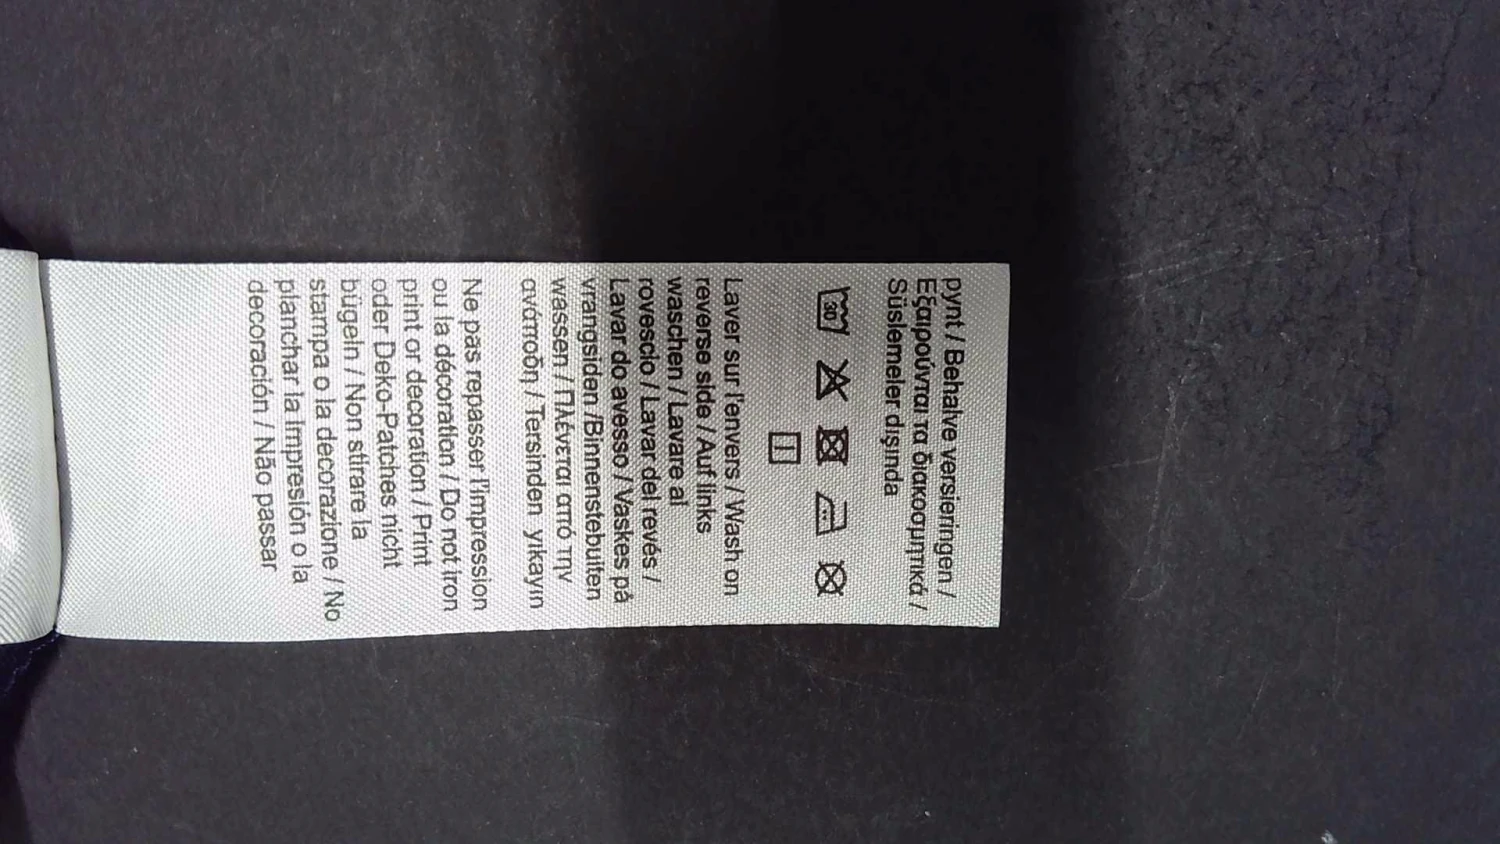 pynt / Behalve versieringen /
Εξαιρούνται τα διακοσμητικά /
Süslemeler dışında
30
Laver sur l'envers / Wash on
reverse side / Auf links
waschen / Lavare al
rovescio / Lavar del revés /
Lavar do avesso / Vaskes på
vrangsiden /Binnenstebuiten
wassen / Πλένεται από την
ανάποδη / Tersinden yıkayın
Ne pas repasser l'impression
ou la décoration / Do not iron
print or decoration / Print
oder Deko-Patches nicht
bügeln / Non stirare la
stampa o la decorazione / No
planchar la impresión o la
decoración / Não passar